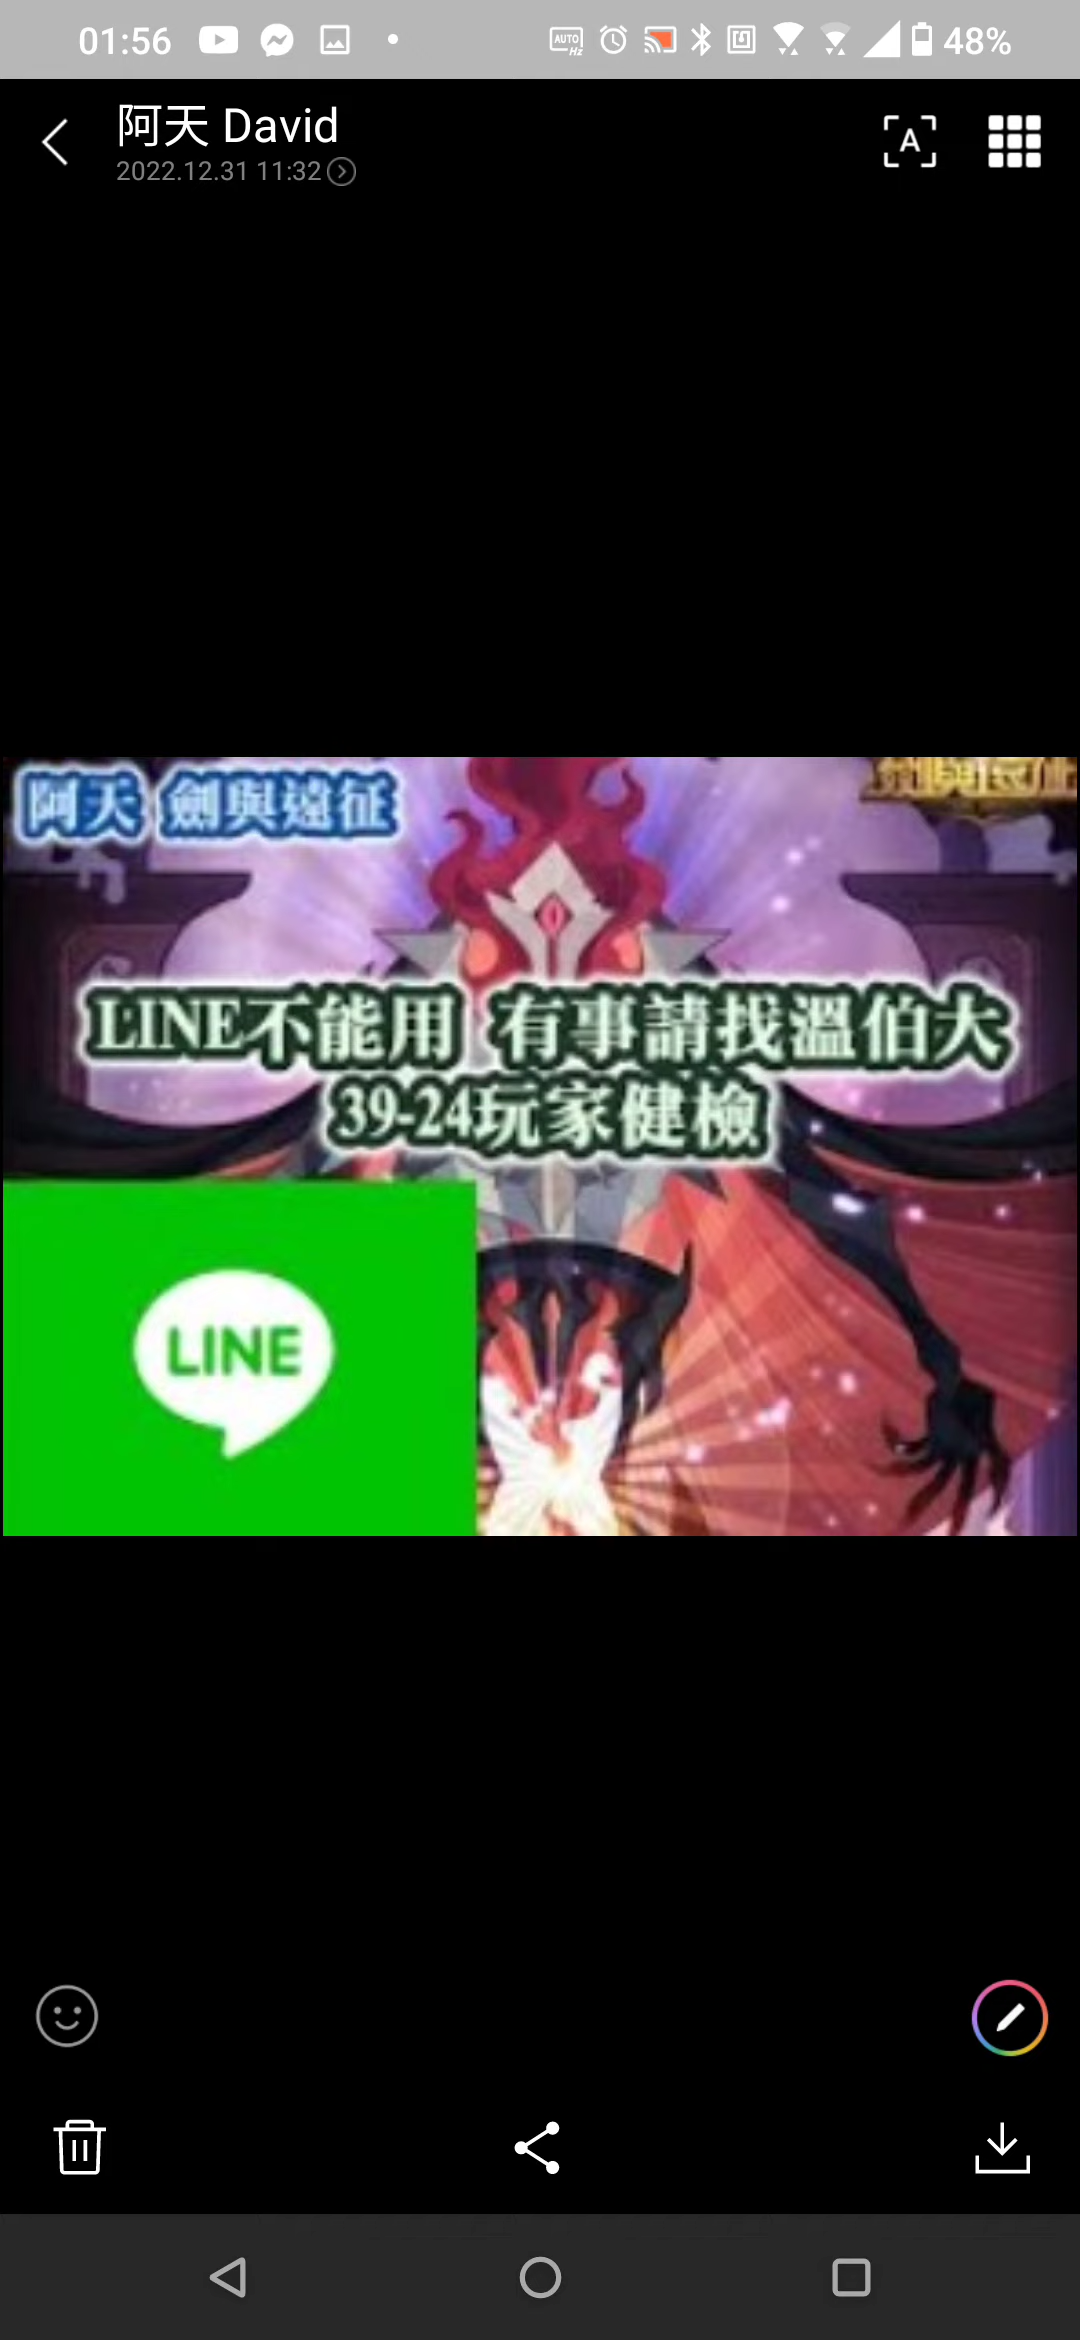 01:56
AUTO Hz
48%
阿天 David
2022.12.31 11:32
A
阿天 劍與遠征
LINE不能用 有事請找溫伯大
39-24玩家健檢
LINE